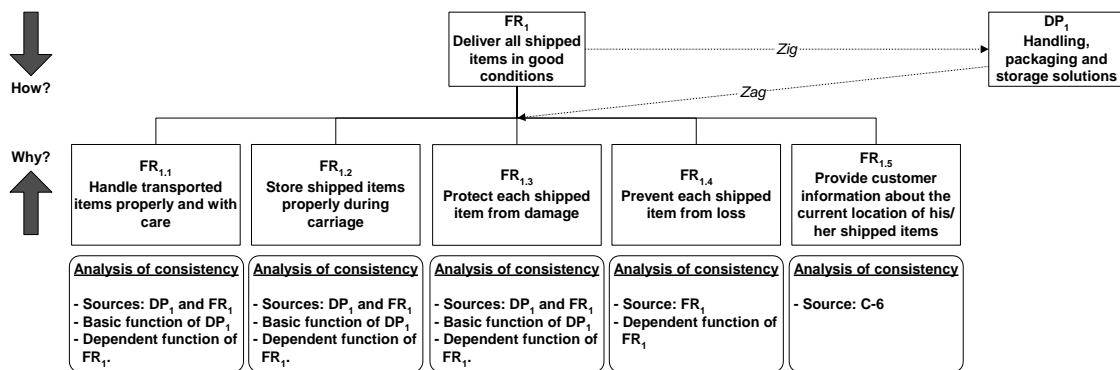 FR1
Deliver all shipped
items in good
conditions
Zig
DP1
Handling,
packaging and
storage solutions
Zag
How?
Why?
FR1.1
Handle transported
items properly and with
care
FR1.2
Store shipped items
properly during
carriage
FR1.3
Protect each shipped
item from damage
FR1.4
Prevent each shipped
item from loss
FR1.5
Provide customer
information about the
current location of his/
her shipped items
Analysis of consistency
- Sources: DP1 and FR1
- Basic function of DP1
- Dependent function of
FR1.
Analysis of consistency
- Sources: DP1 and FR1
- Basic function of DP1
- Dependent function of
FR1.
Analysis of consistency
- Sources: DP1 and FR1
- Basic function of DP1
- Dependent function of
FR1.
Analysis of consistency
- Source: FR1
- Dependent function of
FR1
Analysis of consistency
- Source: C-6